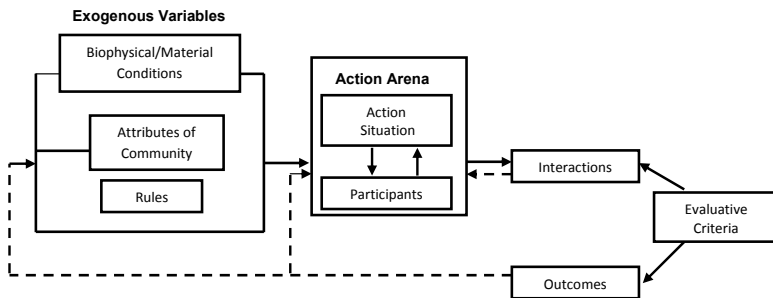 Exogenous Variables
Biophysical/Material
Conditions
Attributes of
Community
Rules
Action Arena
Action
Situation
Participants
Interactions
Evaluative
Criteria
Outcomes